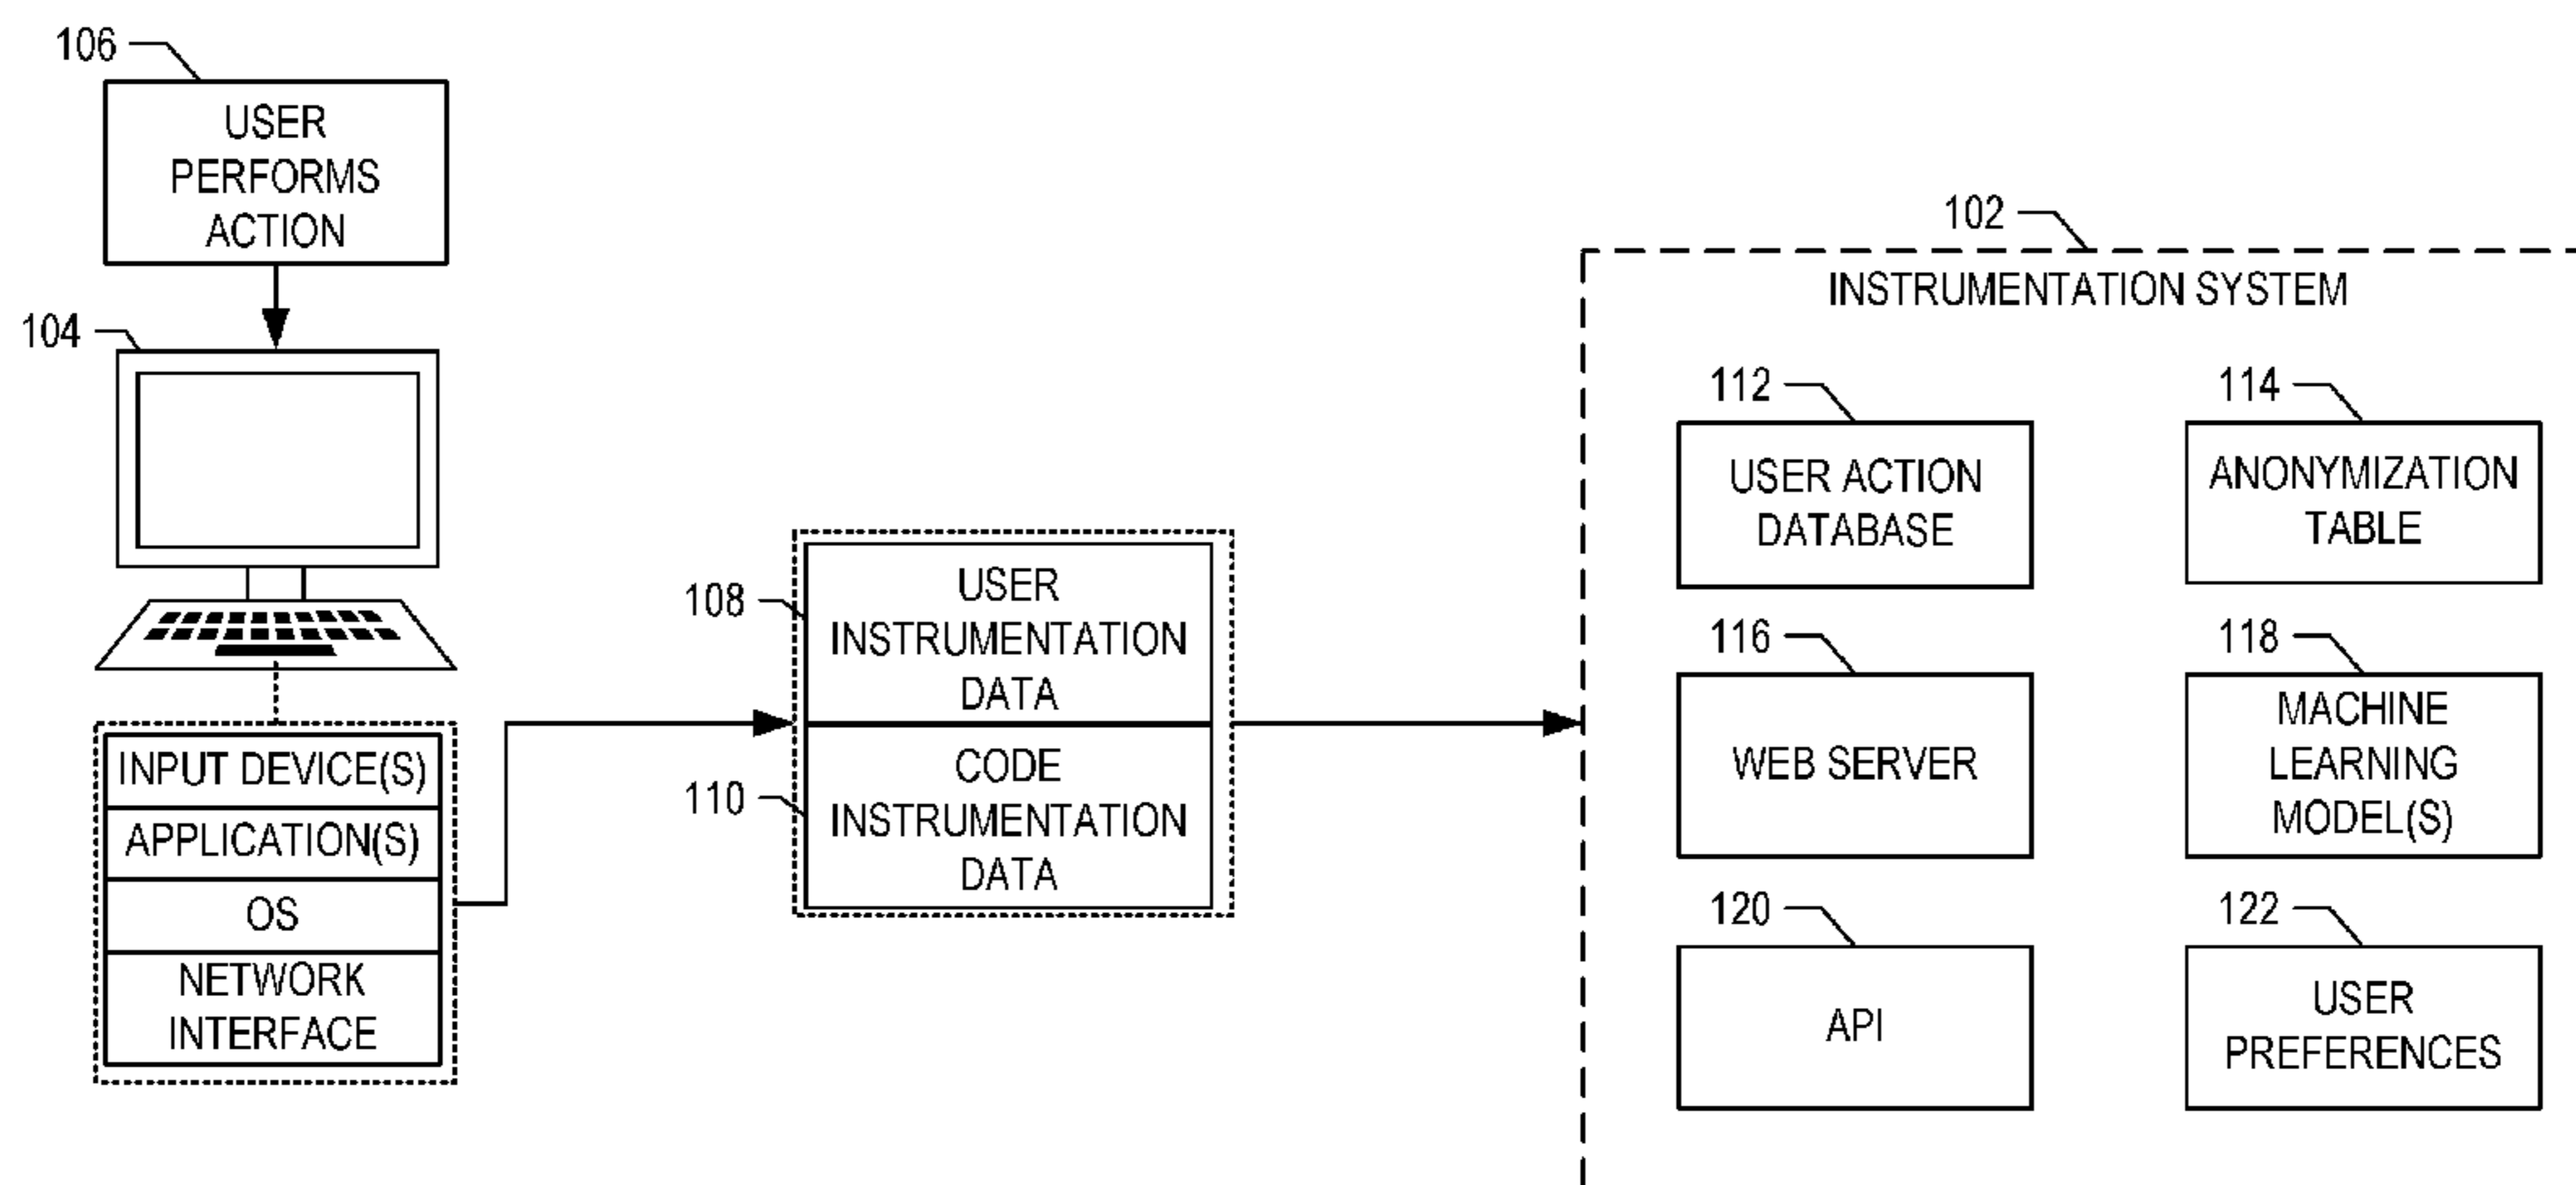 106
USER
PERFORMS
ACTION
104
INPUT DEVICE(S)
APPLICATION(S)
OS
NETWORK
INTERFACE
108
USER
INSTRUMENTATION
DATA
110
CODE
INSTRUMENTATION
DATA
102
INSTRUMENTATION SYSTEM
112
USER ACTION
DATABASE
114
ANONYMIZATION
TABLE
116
WEB SERVER
118
MACHINE
LEARNING
MODEL(S)
120
API
122
USER
PREFERENCES